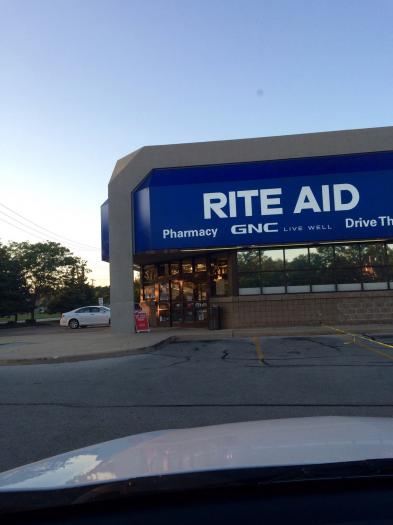 RITE AID
Pharmacy GNC LIVE WELL Drive Th